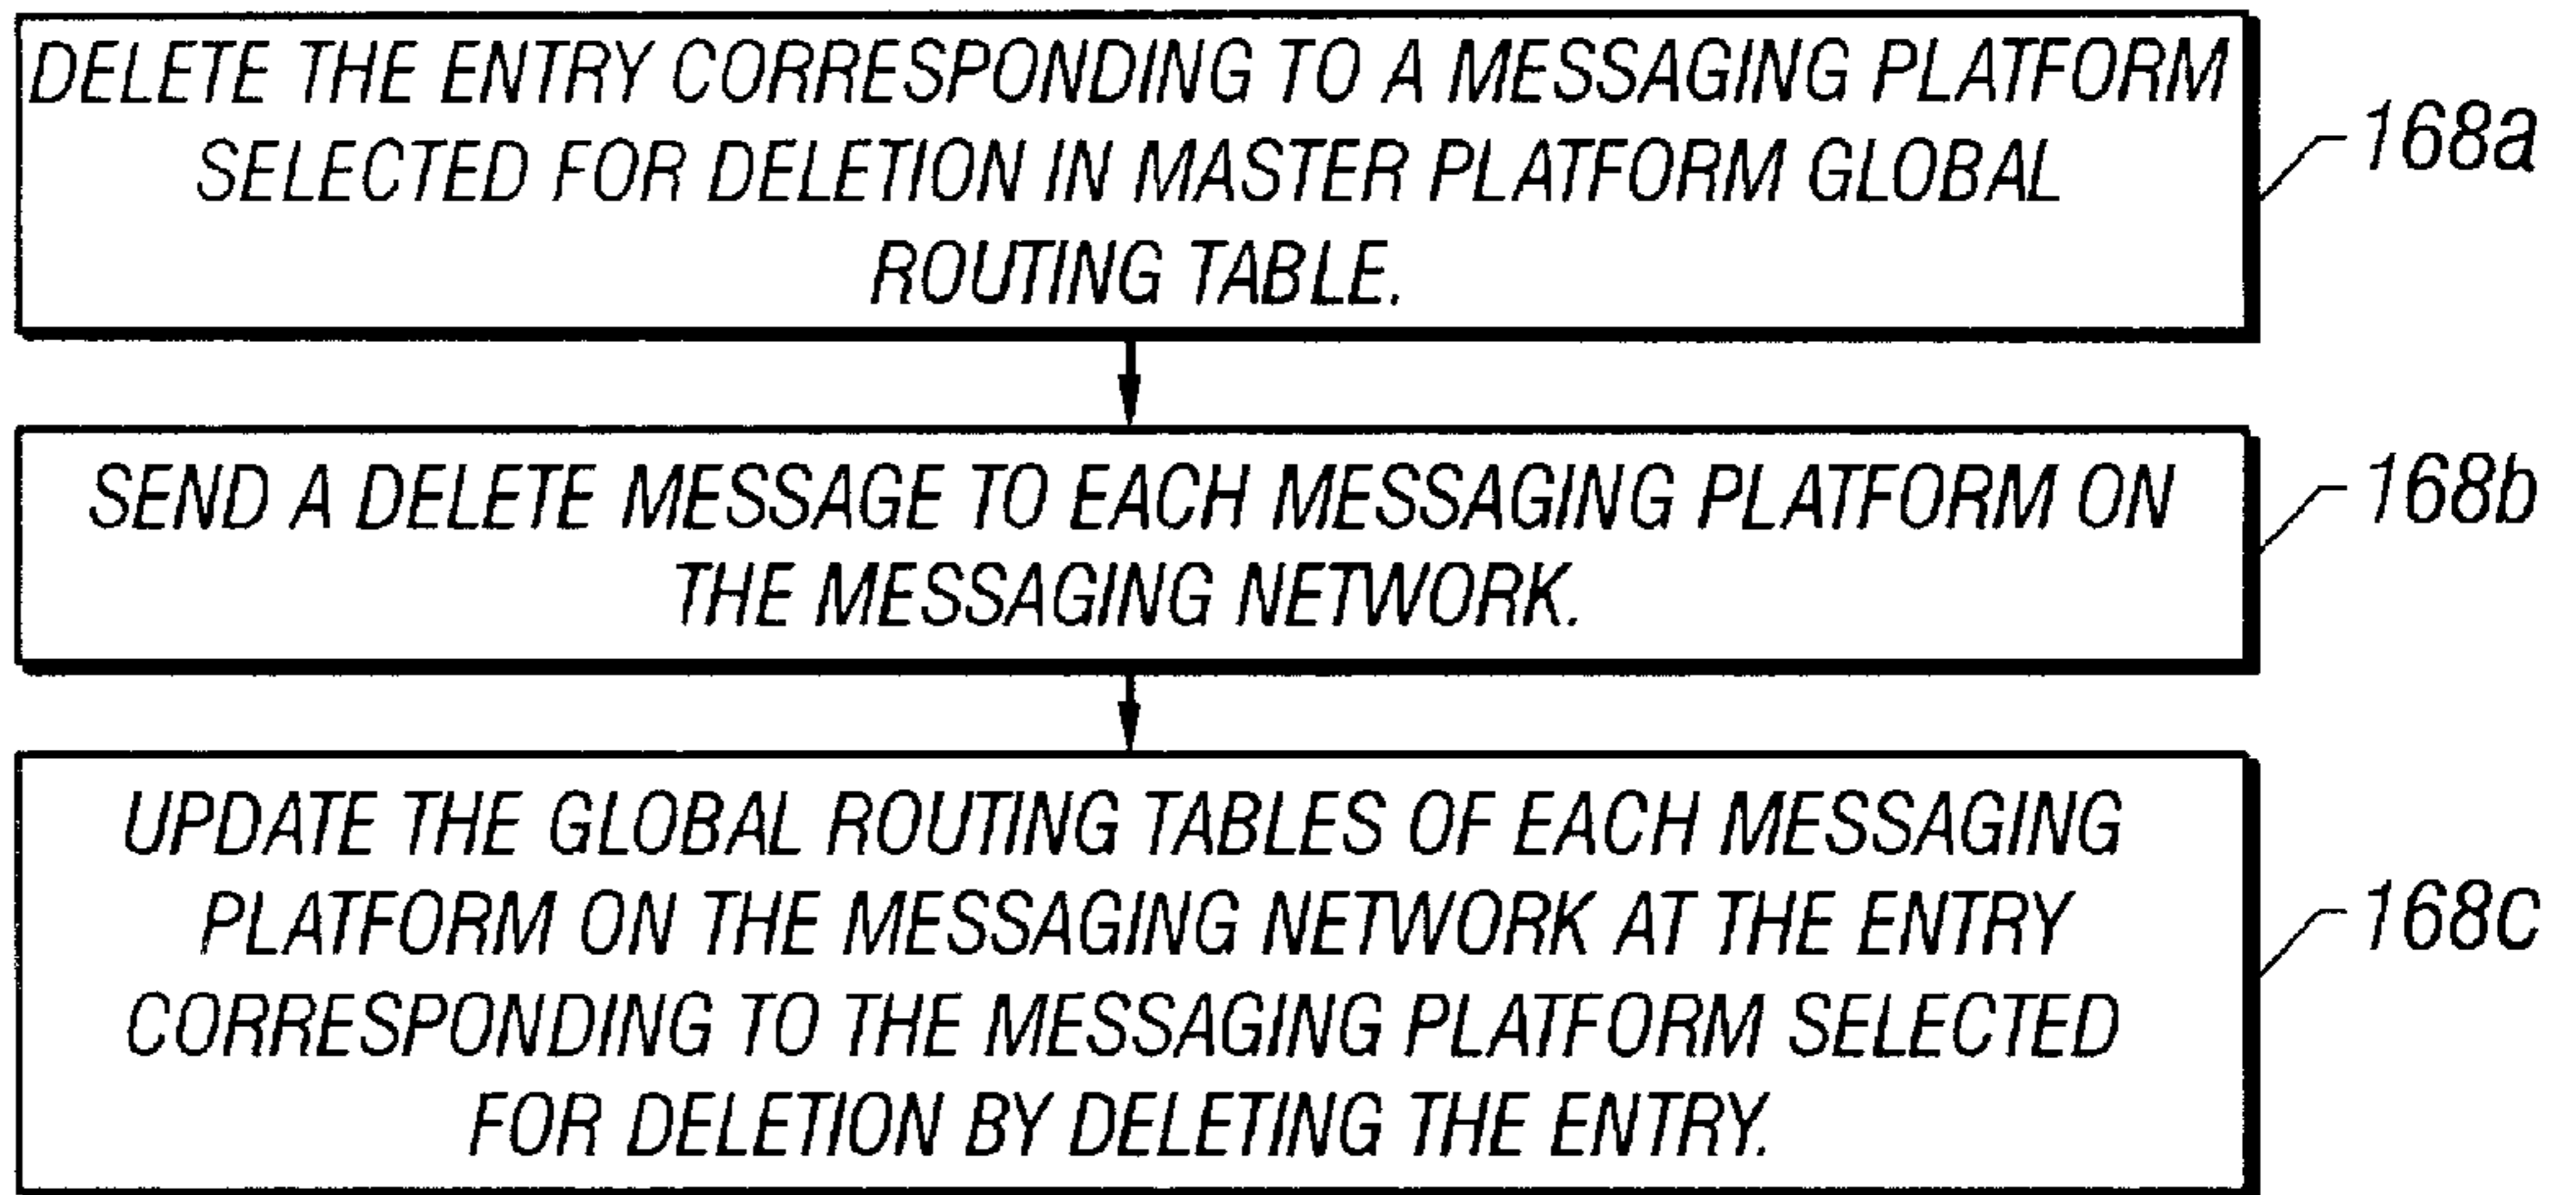 DELETE THE ENTRY CORRESPONDING TO A MESSAGING PLATFORM
SELECTED FOR DELETION IN MASTER PLATFORM GLOBAL
ROUTING TABLE.
168a
SEND A DELETE MESSAGE TO EACH MESSAGING PLATFORM ON
THE MESSAGING NETWORK.
168b
UPDATE THE GLOBAL ROUTING TABLES OF EACH MESSAGING
PLATFORM ON THE MESSAGING NETWORK AT THE ENTRY
CORRESPONDING TO THE MESSAGING PLATFORM SELECTED
FOR DELETION BY DELETING THE ENTRY.
168c